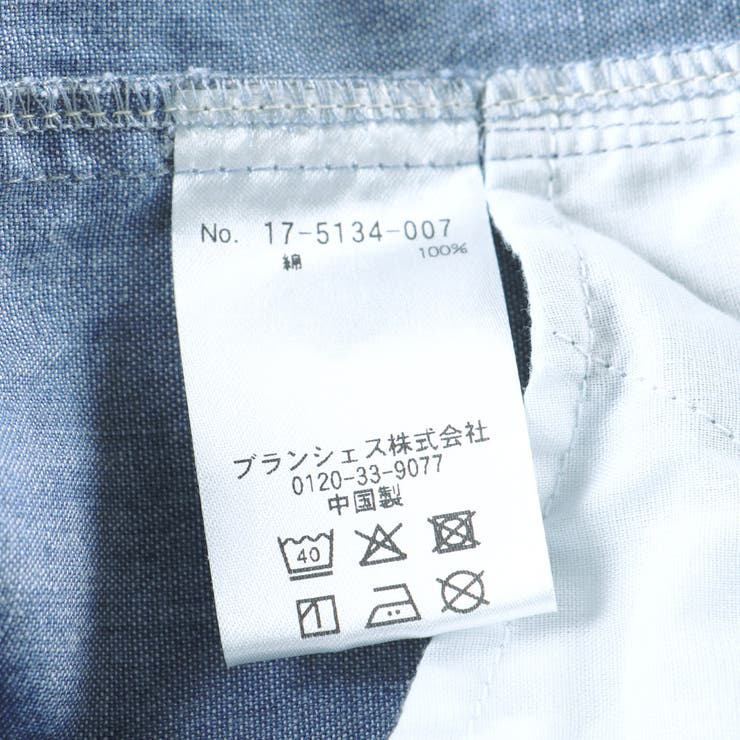 No. 17-5134-007
綿 100%
ブランシェス株式会社
0120-33-9077
中国製
40